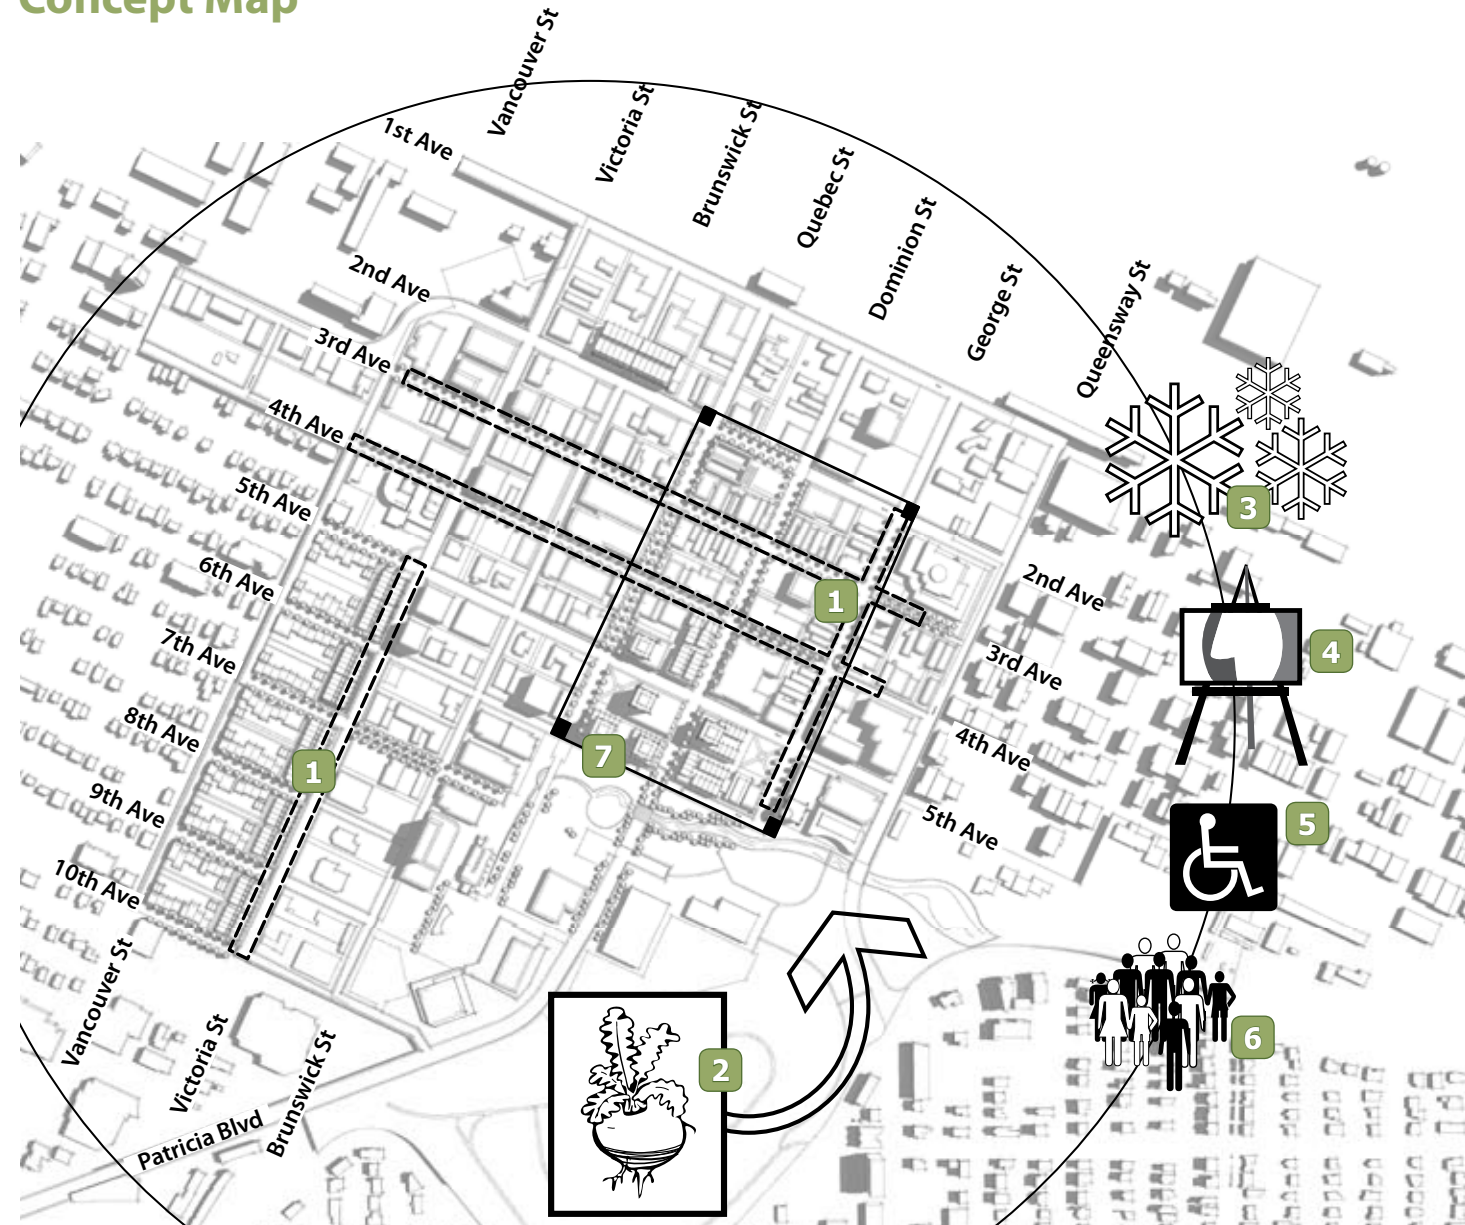 Concept Map
Vancouver St
Victoria St
Brunswick St
Quebec St
Dominion St
George St
Queensway St
1st Ave
2nd Ave
3rd Ave
4th Ave
5th Ave
6th Ave
7th Ave
8th Ave
9th Ave
10th Ave
2nd Ave
3rd Ave
4th Ave
5th Ave
1
1
2
3
4
5
6
7
Vancouver St
Victoria St
Brunswick St
Patricia Blvd